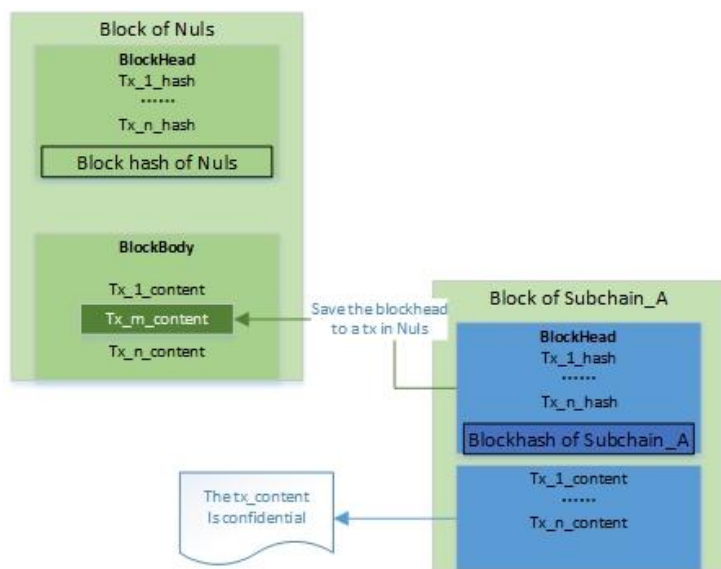 Block of Nuls
BlockHead
Tx_1_hash
......
Tx_n_hash
Block hash of Nuls
BlockBody
Tx_1_content
Tx_m_content
Tx_n_content
Save the blockhead
to a tx in Nuls
Block of Subchain_A
BlockHead
Tx_1_hash
......
Tx_n_hash
Blockhash of Subchain_A
Tx_1_content
......
Tx_n_content
The tx_content
Is confidential